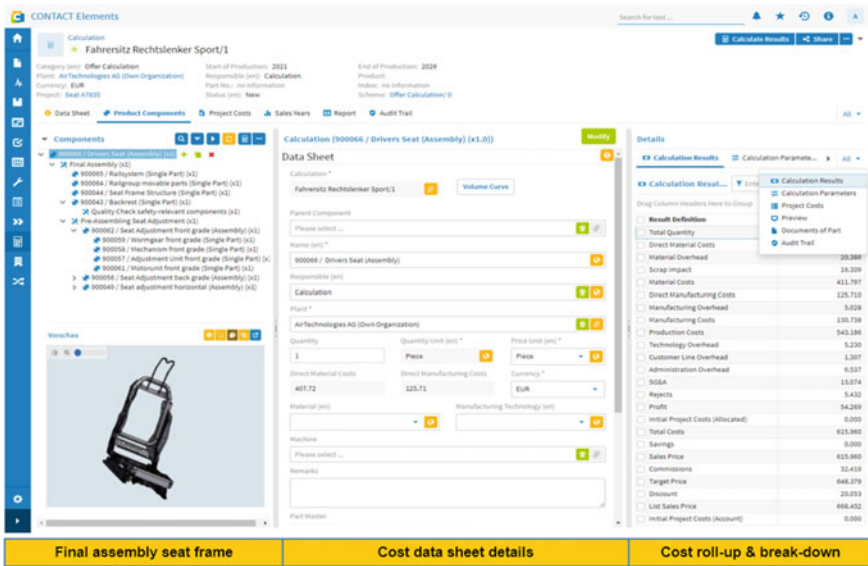 CONTACT Elements
Search for text ...
A
Calculation
Fahrersitz Rechtslenker Sport/1
Calculate Results
Share
Category (en): Offer Calculation
Start of Production: 2021
End of Production: 2026
Plant: AirTechnologies AG (Own Organization)
Responsible (en): Calculation
Product:
Currency: EUR
Part No.: no information
Index: no information
Project: Seat A7835
Status (en): New
Scheme: Offer Calculation/ 0
Data Sheet
Product Components
Project Costs
Sales Years
Report
Audit Trail
All
Components
900066 / Drivers Seat (Assembly) (x1)
Final Assembly (x1)
900065 / Railsystem (Single Part) (x1)
900064 / Railgroup movable parts (Single Part) (x1)
900044 / Seat Frame Structure (Single Part) (x1)
900043 / Backrest (Single Part) (x1)
Quality Check safety-relevant components (x1)
Pre-Assembling Seat Adjustment (x1)
900062 / Seat Adjustment front grade (Assembly) (x1)
900059 / Wormgear front grade (Single Part) (x1)
900058 / Mechanism front grade (Single Part) (x1)
900057 / Adjustment Unit front grade (Single Part) (x:
900061 / Motorunit front grade (Single Part) (x1)
900056 / Seat Adjustment back grade (Assembly) (x1)
900049 / Seat adjustment horizontal (Assembly) (x1)
Vorschau
Calculation (900066 / Drivers Seat (Assembly) (x1.0))
Modify
Data Sheet
Calculation *
Fahrersitz Rechtslenker Sport/1
Volume Curve
Parent Component
Please select ...
Name (en) *
900066 / Drivers Seat (Assembly)
Responsible (en)
Calculation
Plant *
AirTechnologies AG (Own Organization)
Quantity
Quantity Unit (en) *
Price Unit (en) *
1
Piece
Piece
Direct Material Costs
Direct Manufacturing Costs
Currency *
407.72
125.71
EUR
Material (en)
Manufacturing Technology (en)
Machine
Please select ...
Remarks
Part Master
Details
Calculation Results
Calculation Paramete...
All
Calculation Resul...
Drag Column Headers Here to Group
Calculation Results
Calculation Parameters
Project Costs
Preview
Documents of Part
Audit Trail
Result Definition
Total Quantity
Direct Material Costs
Material Overhead 20.386
Scrap Impact 16.309
Material Costs 411.797
Direct Manufacturing Costs 125.710
Manufacturing Overhead 5.028
Manufacturing Costs 130.738
Production Costs 543.186
Technology Overhead 5.230
Customer Line Overhead 1.307
Administration Overhead 6.537
SG&A 13.074
Rejects 5.432
Profit 54.269
Initial Project Costs (Allocated) 0.000
Total Costs 615.960
Savings 0.000
Sales Price 615.960
Commissions 32.419
Target Price 648.379
Discount 20.053
List Sales Price 668.432
Initial Project Costs (Account) 0.000
Final assembly seat frame
Cost data sheet details
Cost roll-up & break-down